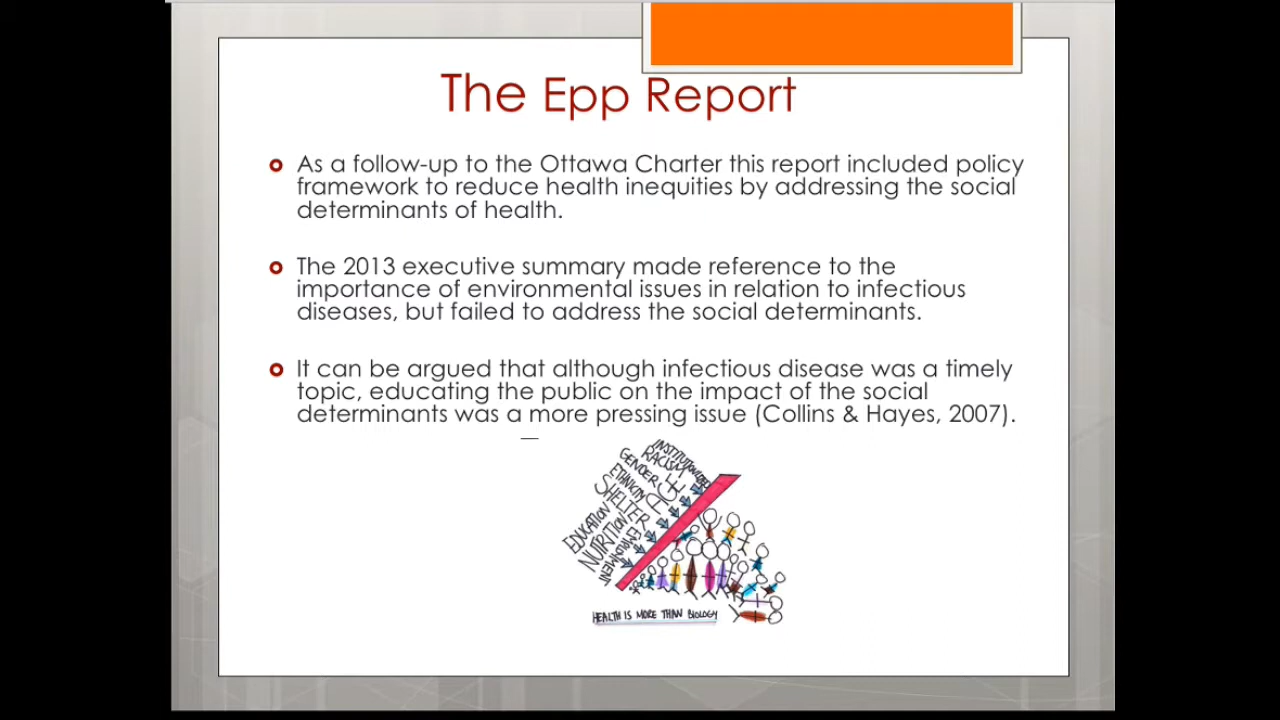 The Epp Report
As a follow-up to the Ottawa Charter this report included policy
framework to reduce health inequities by addressing the social
determinants of health.
The 2013 executive summary made reference to the
importance of environmental issues in relation to infectious
diseases, but failed to address the social determinants.
It can be argued that although infectious disease was a timely
topic, educating the public on the impact of the social
determinants was a more pressing issue (Collins & Hayes, 2007).
RACISM
GENDER
AGE
ETHNICITY
SHELTER
EDUCATION
NUTRITION
EMPLOYMENT
HEALTH IS MORE THAN BIOLOGY